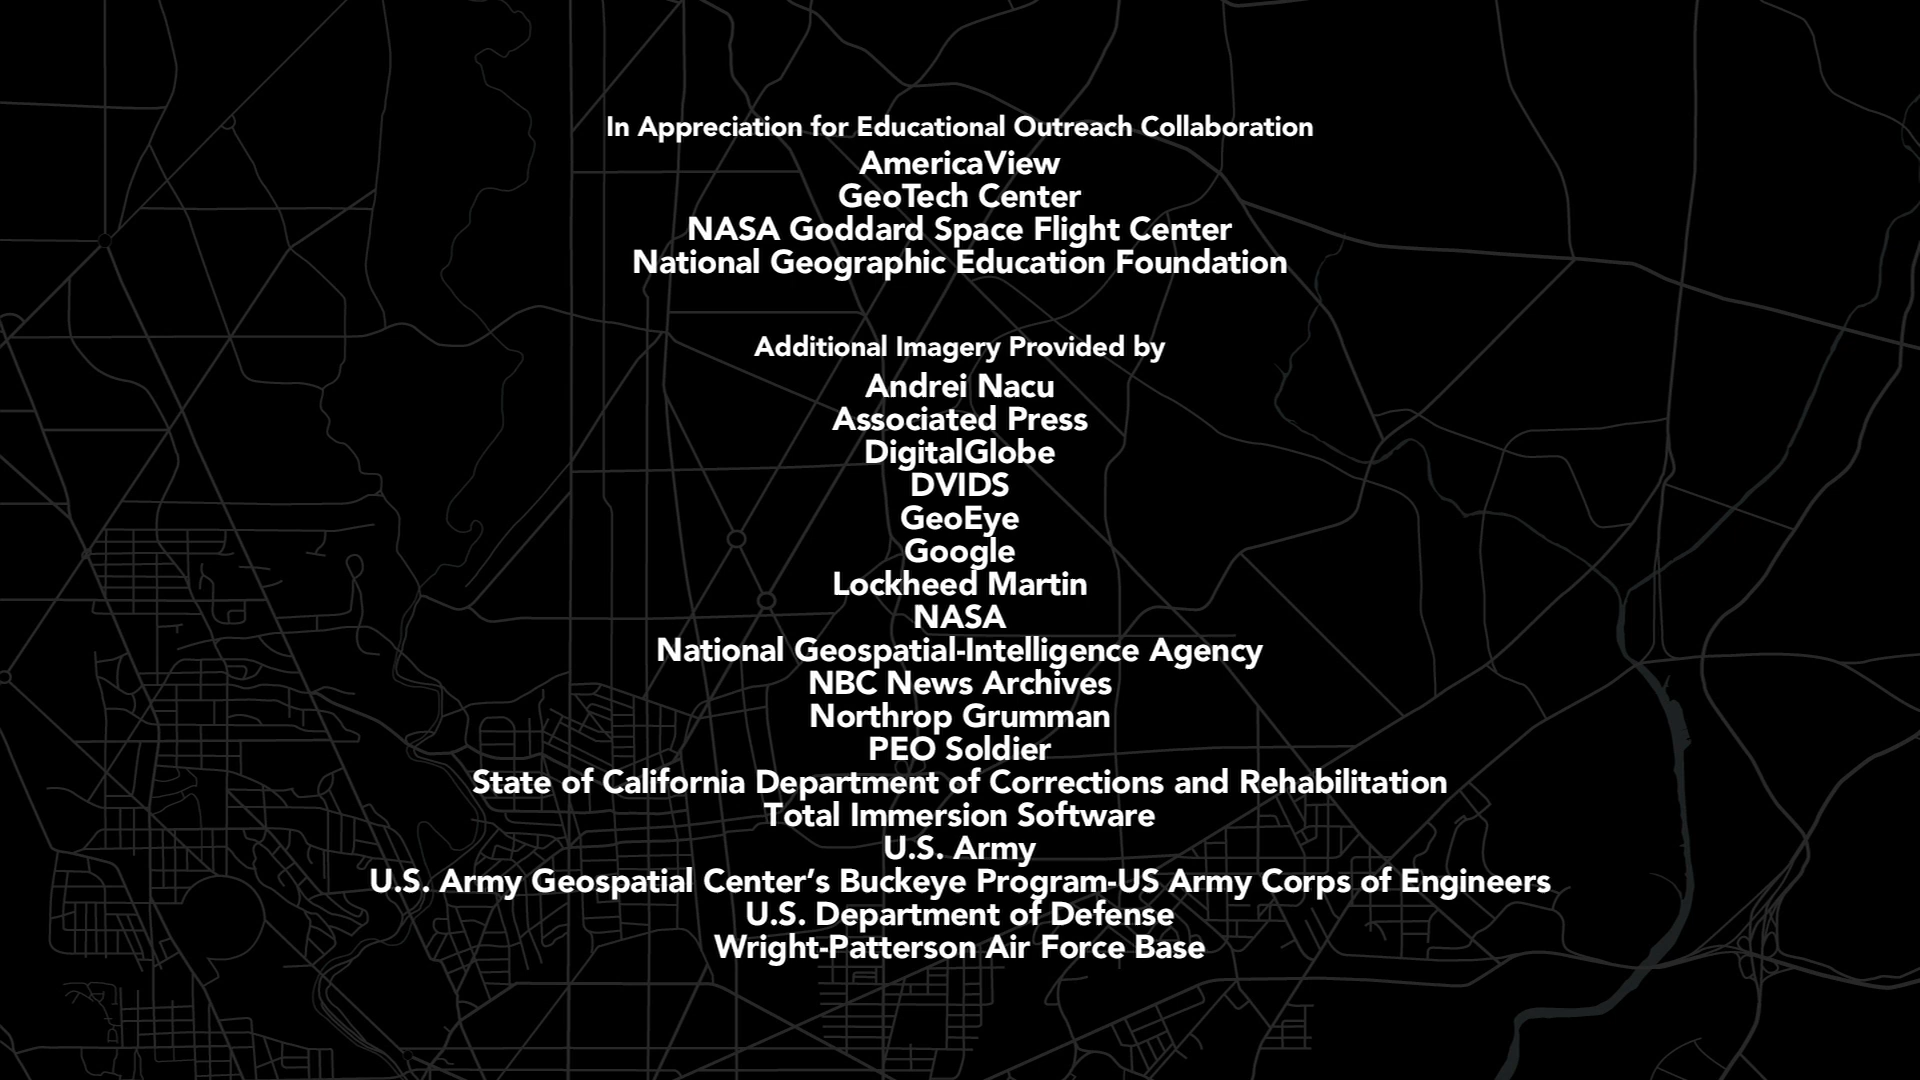 In Appreciation for Educational Outreach Collaboration
AmericaView
GeoTech Center
NASA Goddard Space Flight Center
National Geographic Education Foundation
Additional Imagery Provided by
Andrei Nacu
Associated Press
DigitalGlobe
DVIDS
GeoEye
Google
Lockheed Martin
NASA
National Geospatial-Intelligence Agency
NBC News Archives
Northrop Grumman
PEO Soldier
State of California Department of Corrections and Rehabilitation
Total Immersion Software
U.S. Army
U.S. Army Geospatial Center’s Buckeye Program-US Army Corps of Engineers
U.S. Department of Defense
Wright-Patterson Air Force Base